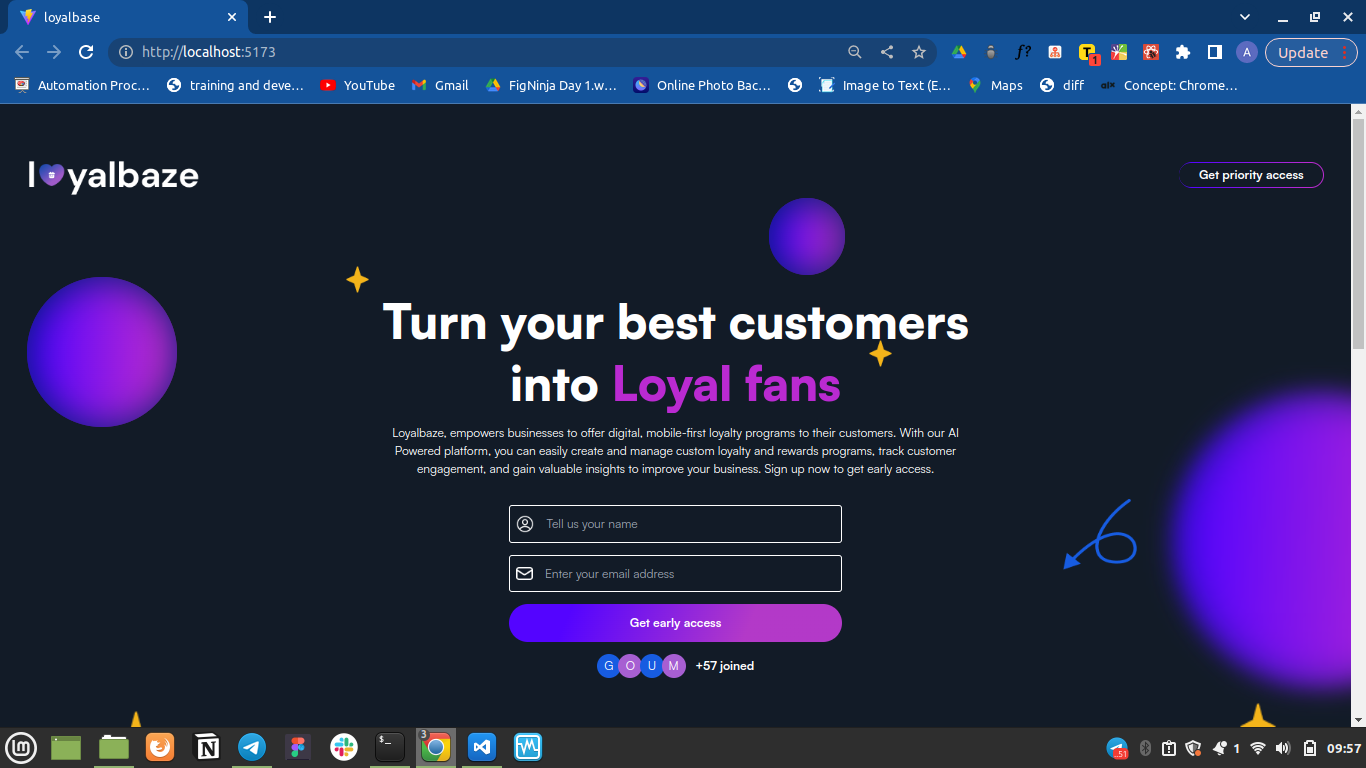 loyalbase
http://localhost:5173
f?
1
A
Update
Automation Proc...
training and deve...
YouTube
Gmail
FigNinja Day 1.w...
Online Photo Bac...
Image to Text (E...
Maps
diff
Concept: Chrome...
loyalbaze
Get priority access
Turn your best customers
into Loyal fans
Loyalbaze, empowers businesses to offer digital, mobile-first loyalty programs to their customers. With our AI
Powered platform, you can easily create and manage custom loyalty and rewards programs, track customer
engagement, and gain valuable insights to improve your business. Sign up now to get early access.
Tell us your name
Enter your email address
Get early access
G O U M +57 joined
3
51
1
09:57